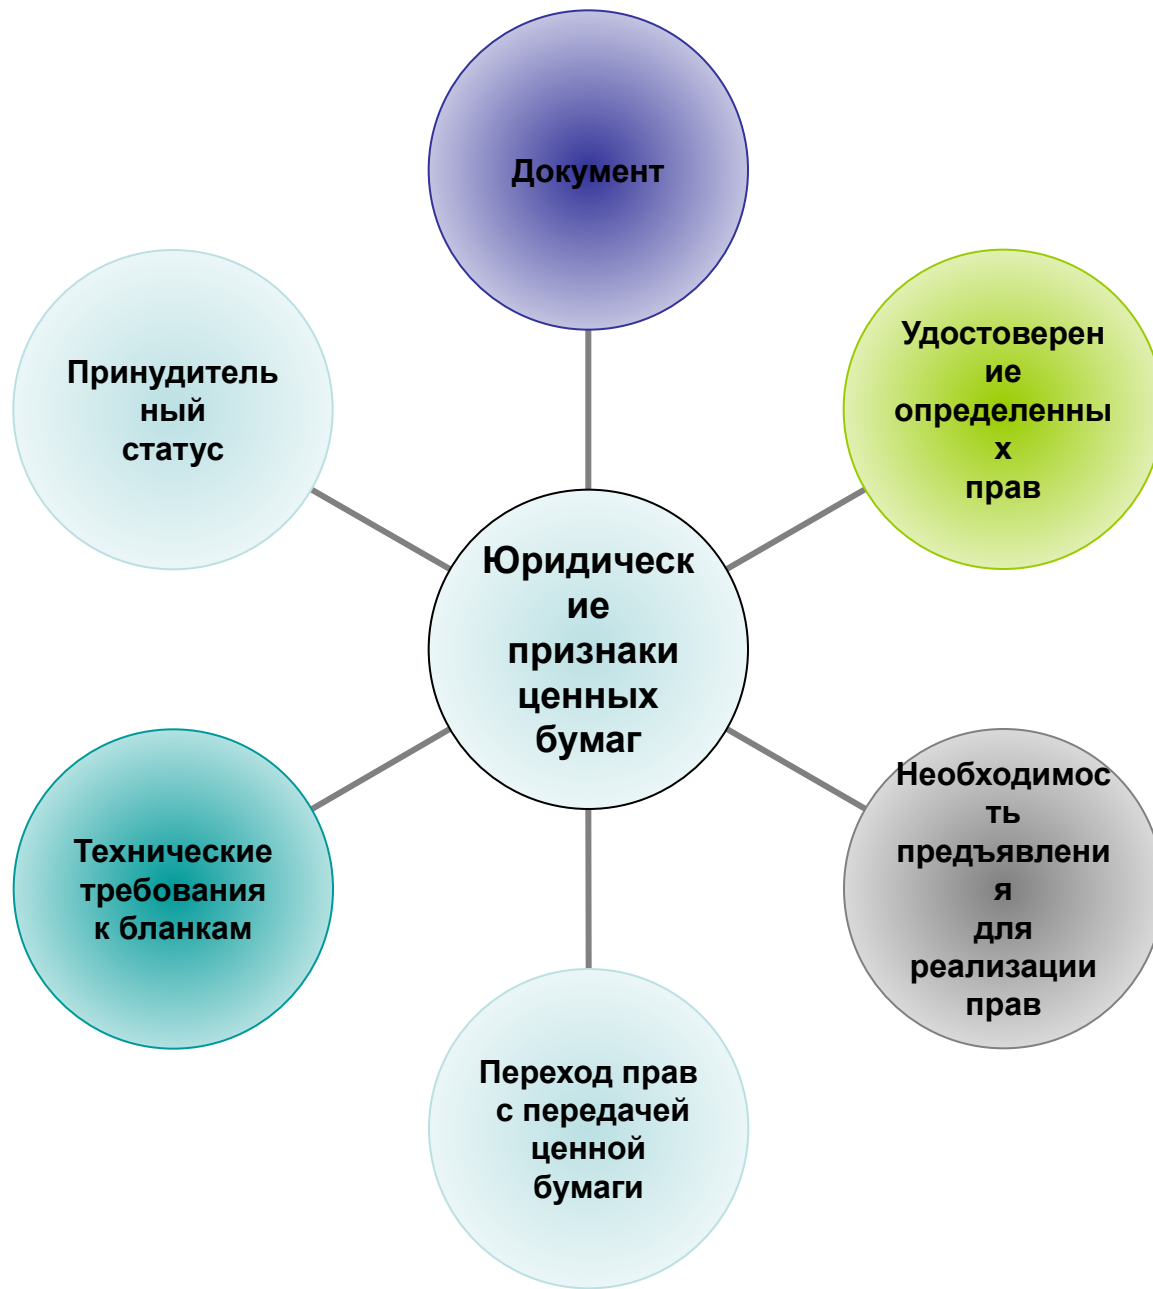 Документ
Принудитель
ный
статус
Удостоверен
ие
определенны
х
прав
Юридическ
ие
признаки
ценных
бумаг
Технические
требования
к бланкам
Необходимос
ть
предъявлени
я
для
реализации
прав
Переход прав
с передачей
ценной
бумаги